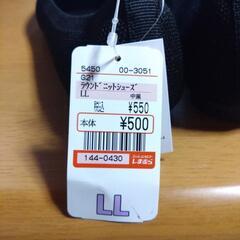 5450 00-3051
G21
ラウンドニットシューズ
LL 中黒
税込 ¥550
本体 ¥500
144-0430
しまむら
LL